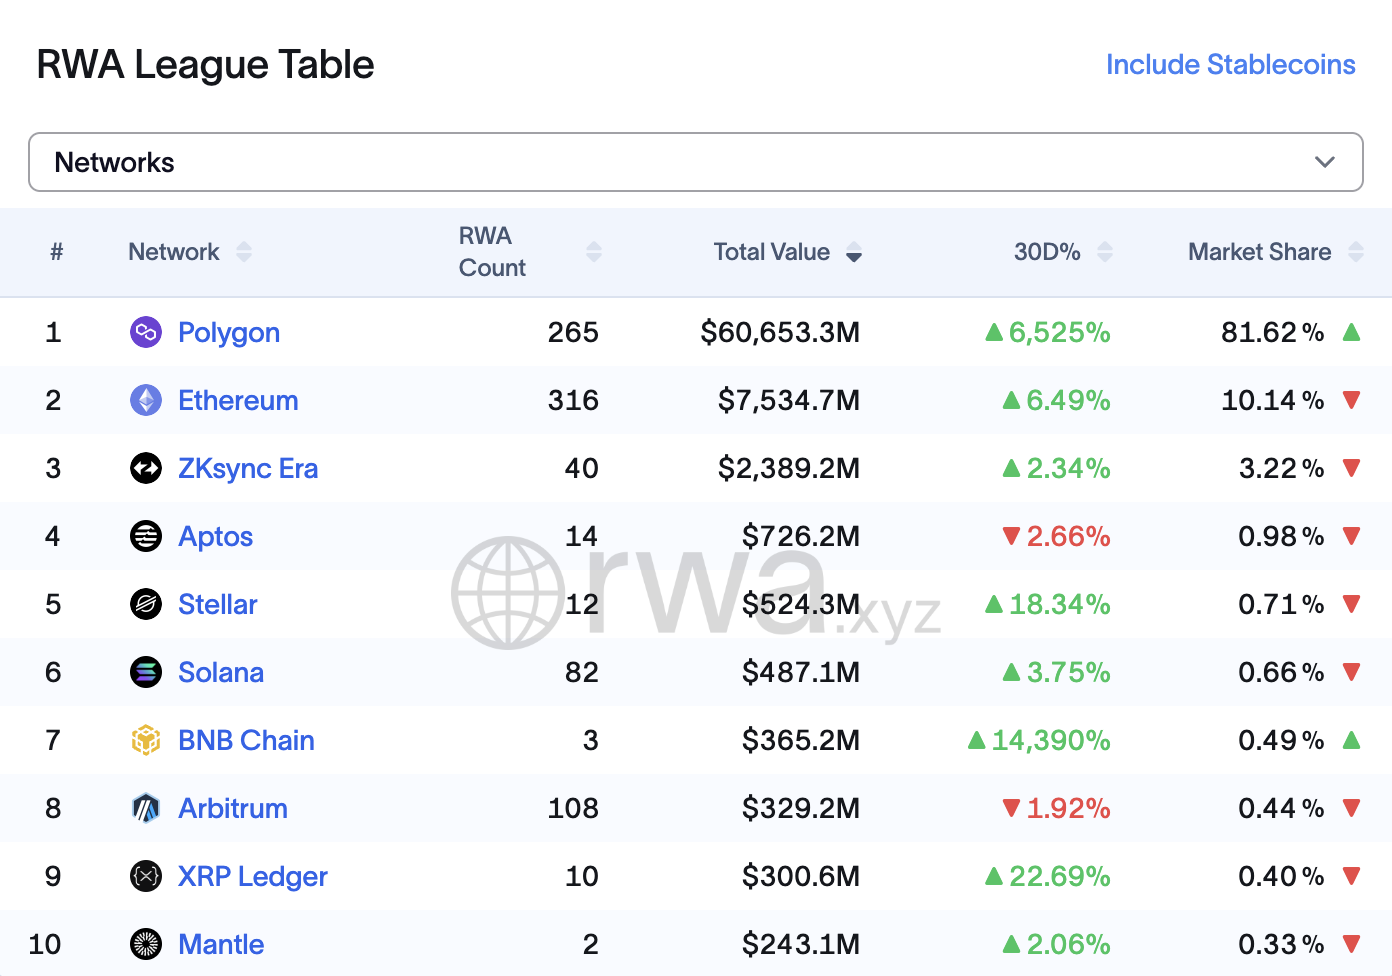 RWA League Table
Include Stablecoins
Networks
# Network RWA Count Total Value 30D% Market Share
1 Polygon 265 $60,653.3M ▲6,525% 81.62% ▲
2 Ethereum 316 $7,534.7M ▲6.49% 10.14% ▼
3 ZKsync Era 40 $2,389.2M ▲2.34% 3.22% ▼
4 Aptos 14 $726.2M ▼2.66% 0.98% ▼
5 Stellar 12 $524.3M ▲18.34% 0.71% ▼
6 Solana 82 $487.1M ▲3.75% 0.66% ▼
7 BNB Chain 3 $365.2M ▲14,390% 0.49% ▲
8 Arbitrum 108 $329.2M ▼1.92% 0.44% ▼
9 XRP Ledger 10 $300.6M ▲22.69% 0.40% ▼
10 Mantle 2 $243.1M ▲2.06% 0.33% ▼
rwa.xyz